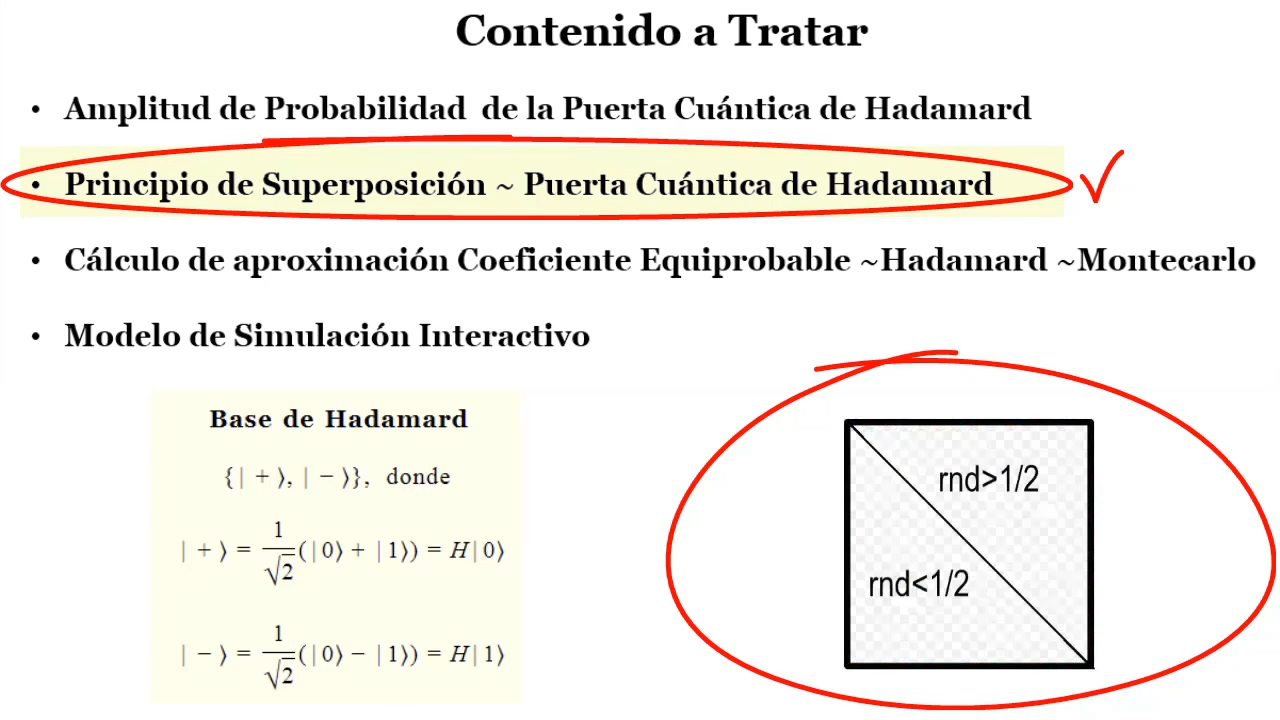 Contenido a Tratar
• Amplitud de Probabilidad de la Puerta Cuántica de Hadamard
• Principio de Superposición ~ Puerta Cuántica de Hadamard
• Cálculo de aproximación Coeficiente Equiprobable ~Hadamard ~Montecarlo
• Modelo de Simulación Interactivo
Base de Hadamard
{| + ⟩, | − ⟩}, donde
| + ⟩ = 1/√2 (| 0⟩ + | 1⟩) = H | 0⟩
| − ⟩ = 1/√2 (| 0⟩ − | 1⟩) = H | 1⟩
rnd>1/2
rnd<1/2